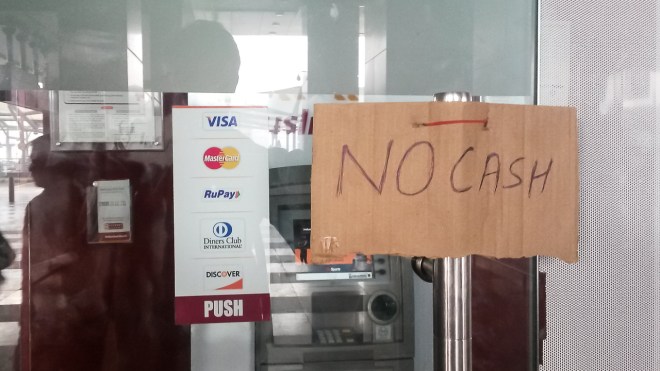 VISA
MasterCard
RuPay
Diners Club
INTERNATIONAL
DISCOVER
PUSH
NO CASH